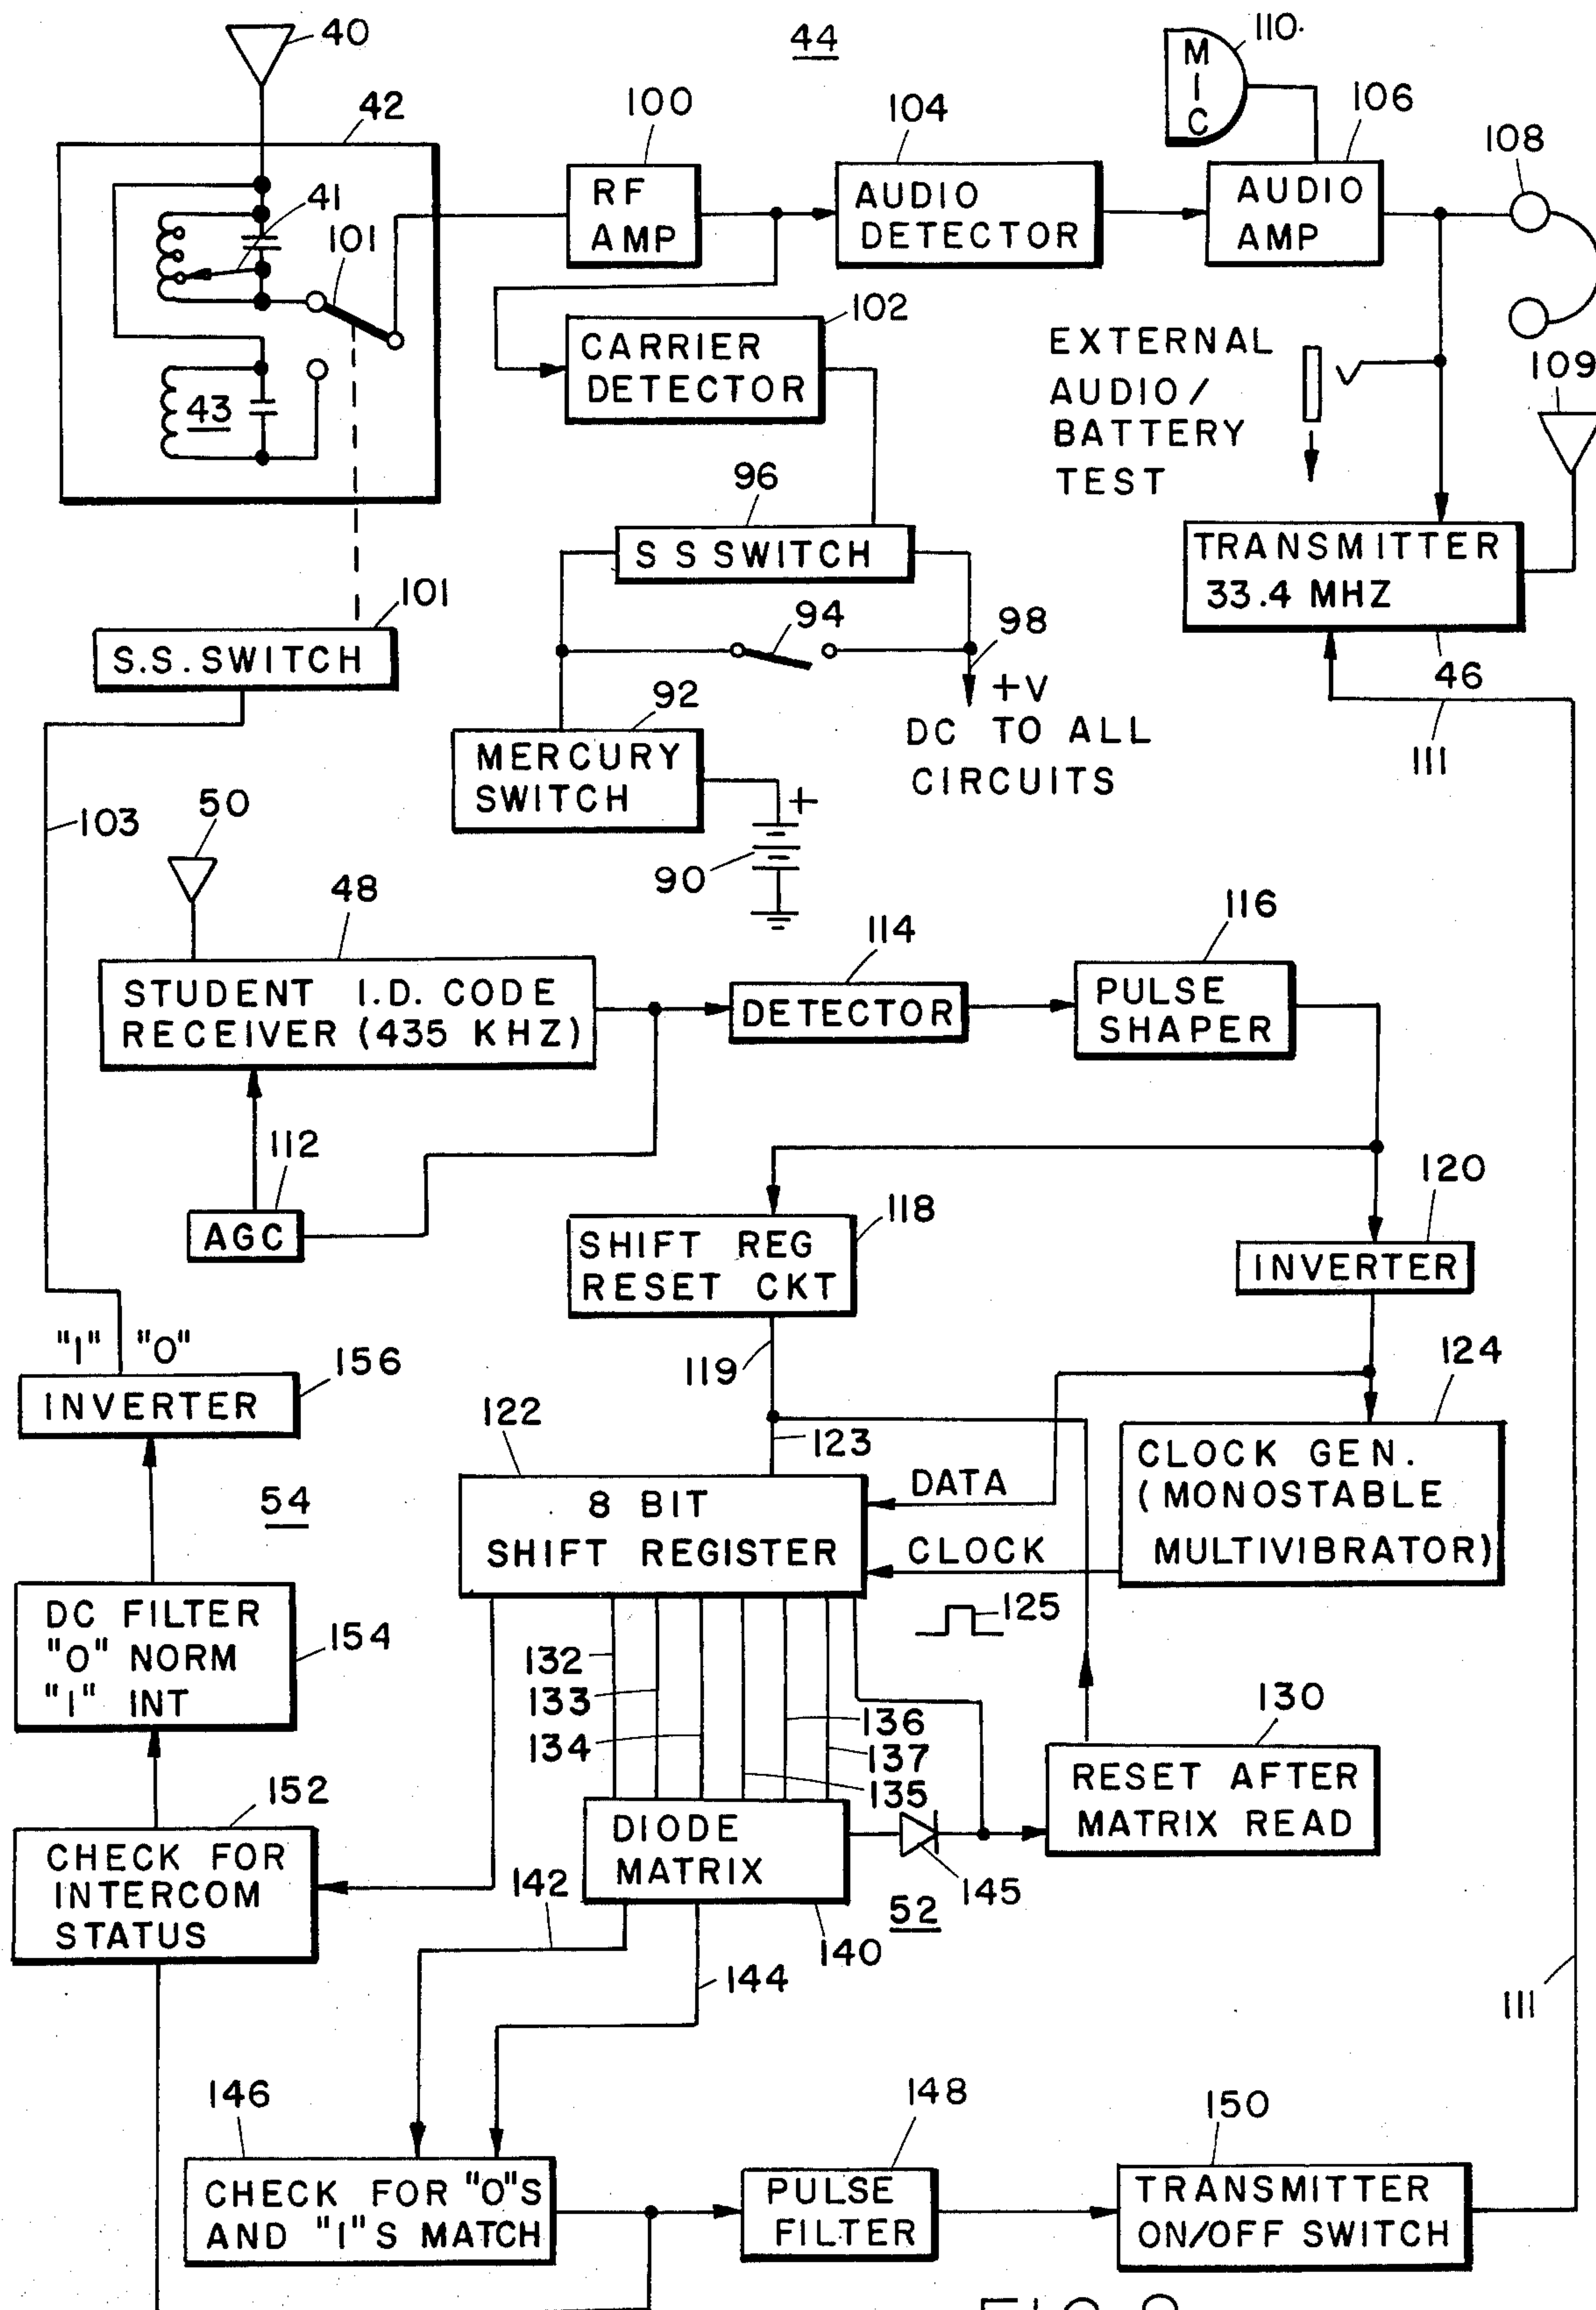 40
44
110
42
100
104
MIC
106
108
41
101
RF
AMP
AUDIO
DETECTOR
AUDIO
AMP
102
CARRIER
DETECTOR
EXTERNAL
AUDIO/
BATTERY
TEST
109
43
96
S S SWITCH
TRANSMITTER
33.4 MHZ
101
S.S. SWITCH
94
98
46
+V
DC TO ALL
CIRCUITS
92
MERCURY
SWITCH
111
103
50
+
90
48
114
116
STUDENT I.D. CODE
RECEIVER (435 KHZ)
DETECTOR
PULSE
SHAPER
112
AGC
118
120
SHIFT REG
RESET CKT
INVERTER
"1" "0"
119
156
124
INVERTER
122
123
CLOCK GEN.
(MONOSTABLE
MULTIVIBRATOR)
54
8 BIT
SHIFT REGISTER
DATA
CLOCK
125
DC FILTER
"0" NORM
"1" INT
154
132
133
134
136
137
135
130
RESET AFTER
MATRIX READ
152
CHECK FOR
INTERCOM
STATUS
DIODE
MATRIX
142
145
52
140
144
111
146
148
150
CHECK FOR "0"S
AND "1"S MATCH
PULSE
FILTER
TRANSMITTER
ON/OFF SWITCH